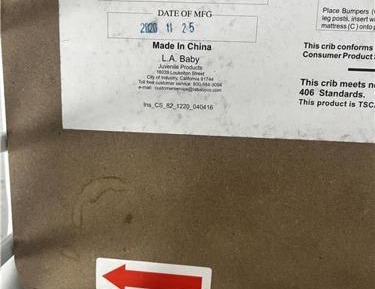 DATE OF MFG
2020 11 25
Made In China
L.A. Baby
Juvenile Products
City of Industry, California 91744
Ins_CS_82_1220_040416
Place Bumpers
leg posts, insert
mattress (C) onto
This crib conforms
Consumer Product
This crib meets
406 Standards.
This product is TSC